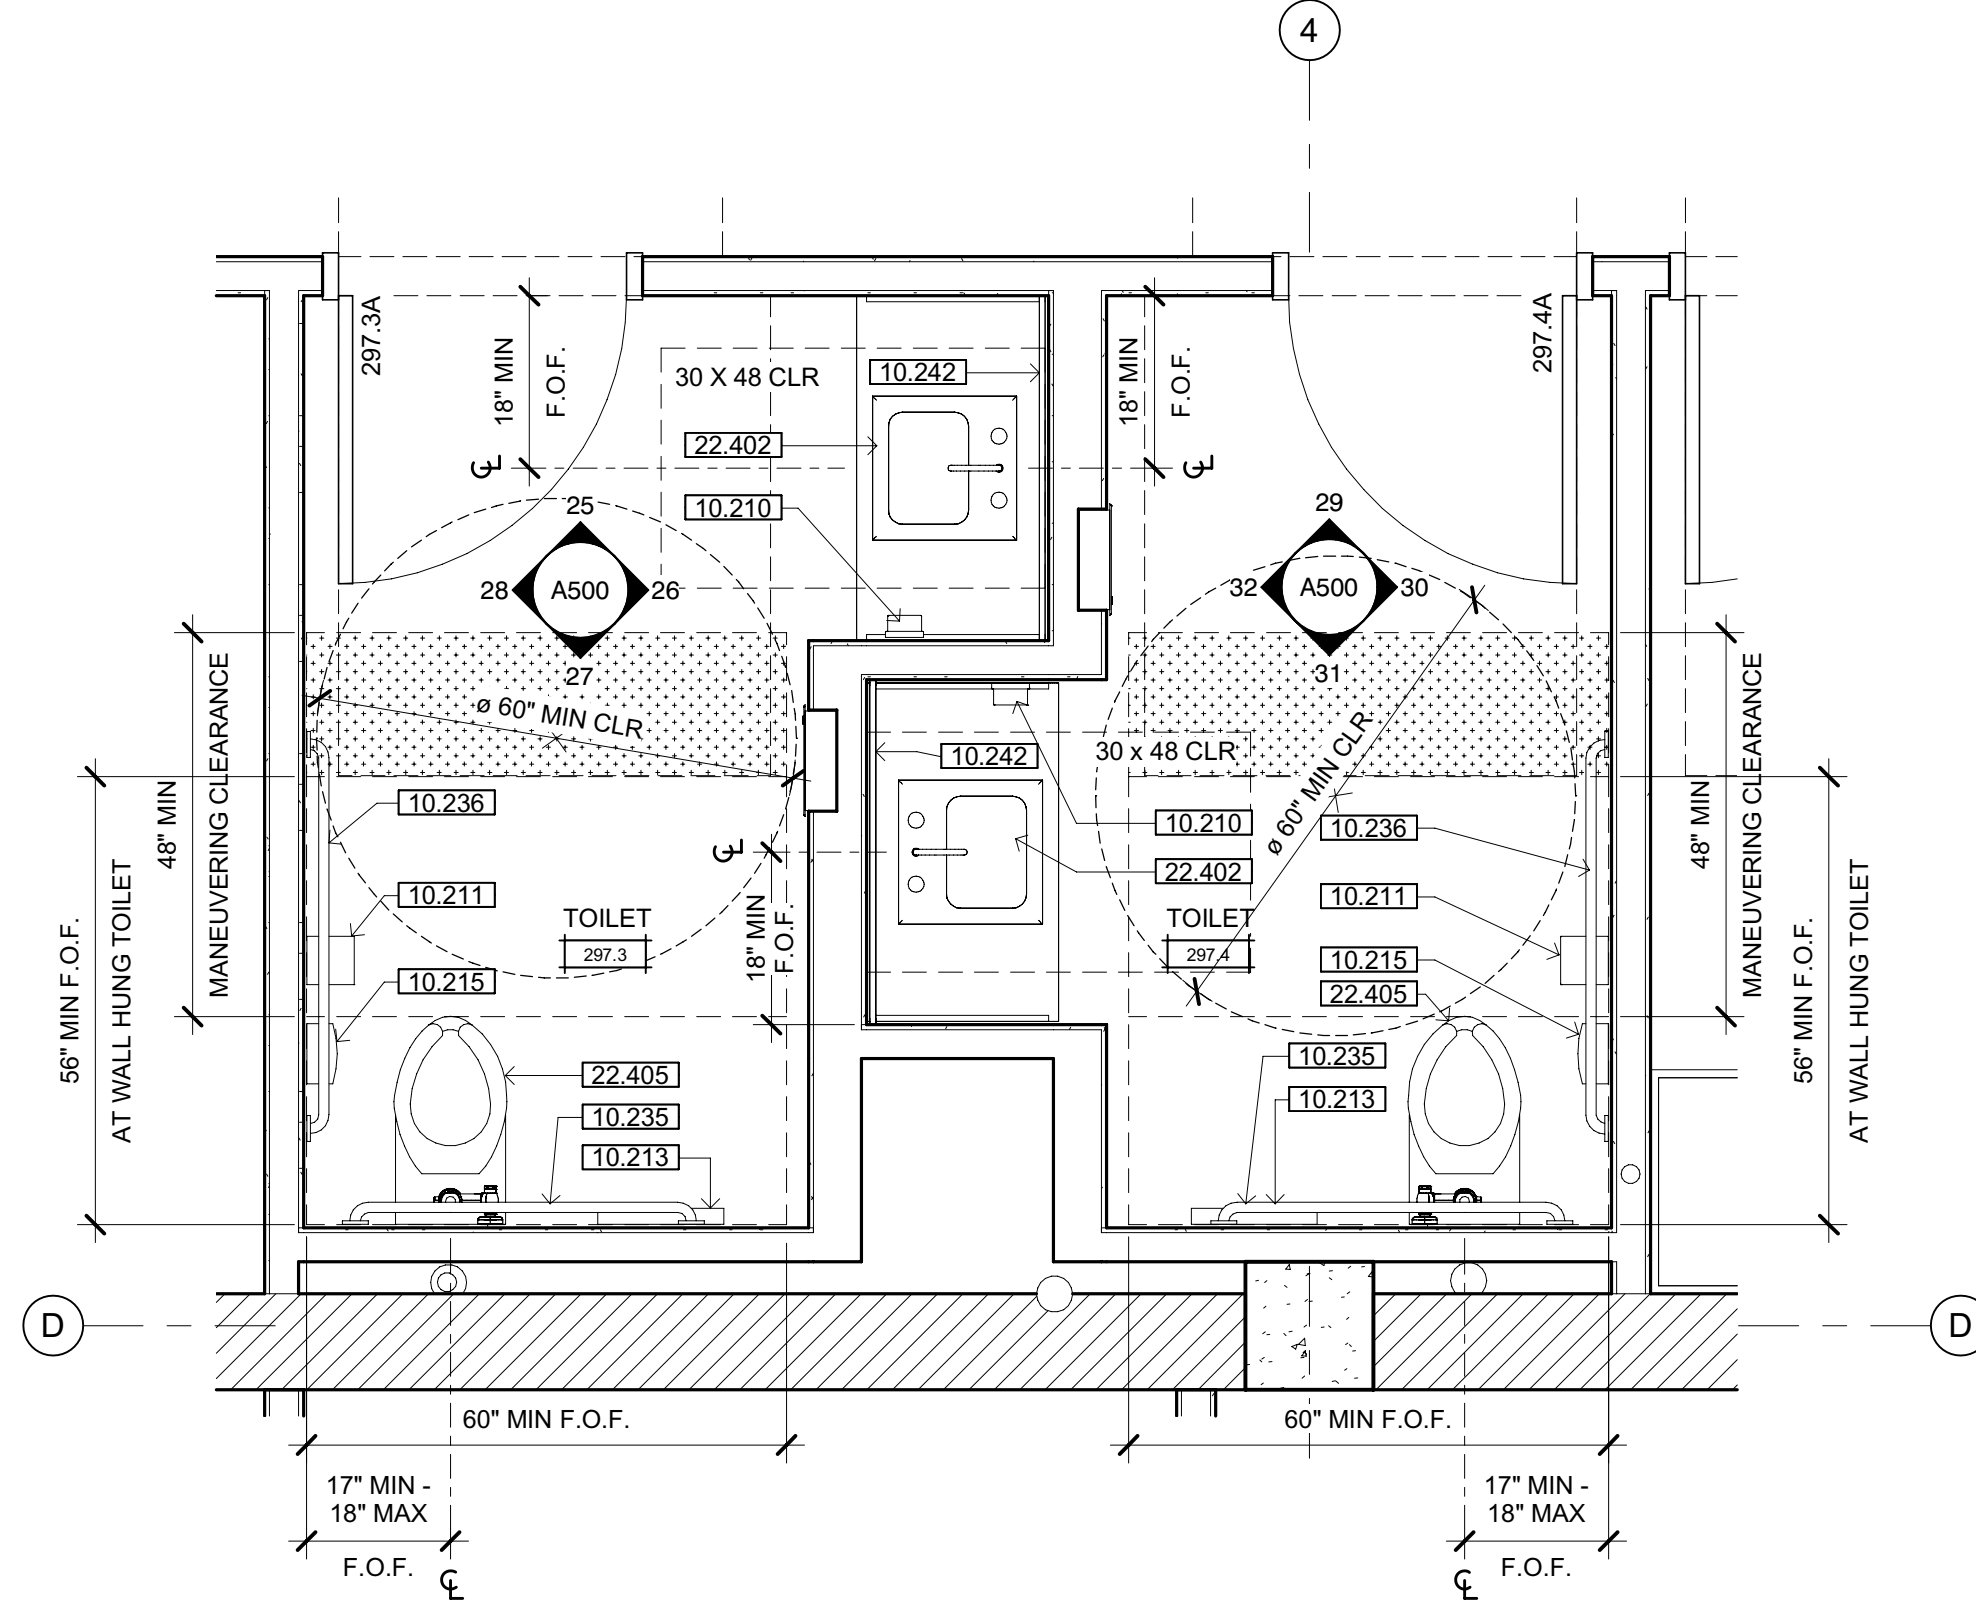 4
297.3A
18" MIN
F.O.F.
30 X 48 CLR
10.242
22.402
10.210
℄
18" MIN
F.O.F.
℄
297.4A
25
28
A500
26
27
29
32
A500
30
31
ø 60" MIN CLR
10.236
10.211
10.215
TOILET
297.3
℄
18" MIN
F.O.F.
22.405
10.235
10.213
48" MIN
MANEUVERING CLEARANCE
56" MIN F.O.F.
AT WALL HUNG TOILET
10.242
30 x 48 CLR
10.210
22.402
TOILET
297.4
ø 60" MIN CLR
10.236
10.211
10.215
22.405
10.235
10.213
48" MIN
MANEUVERING CLEARANCE
56" MIN F.O.F.
AT WALL HUNG TOILET
D
D
60" MIN F.O.F.
60" MIN F.O.F.
17" MIN -
18" MAX
F.O.F.
℄
17" MIN -
18" MAX
F.O.F.
℄